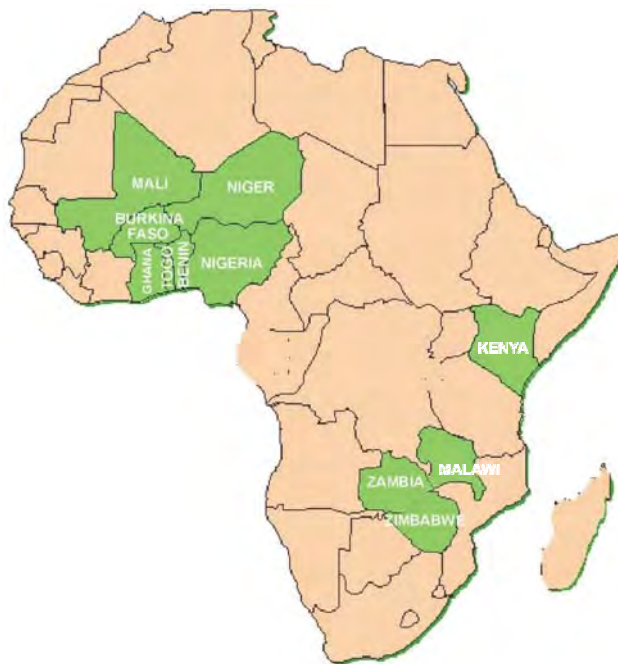 MALI
NIGER
BURKINA
FASO
GHANA
TOGO
BENIN
NIGERIA
KENYA
MALAWI
ZAMBIA
ZIMBABWE